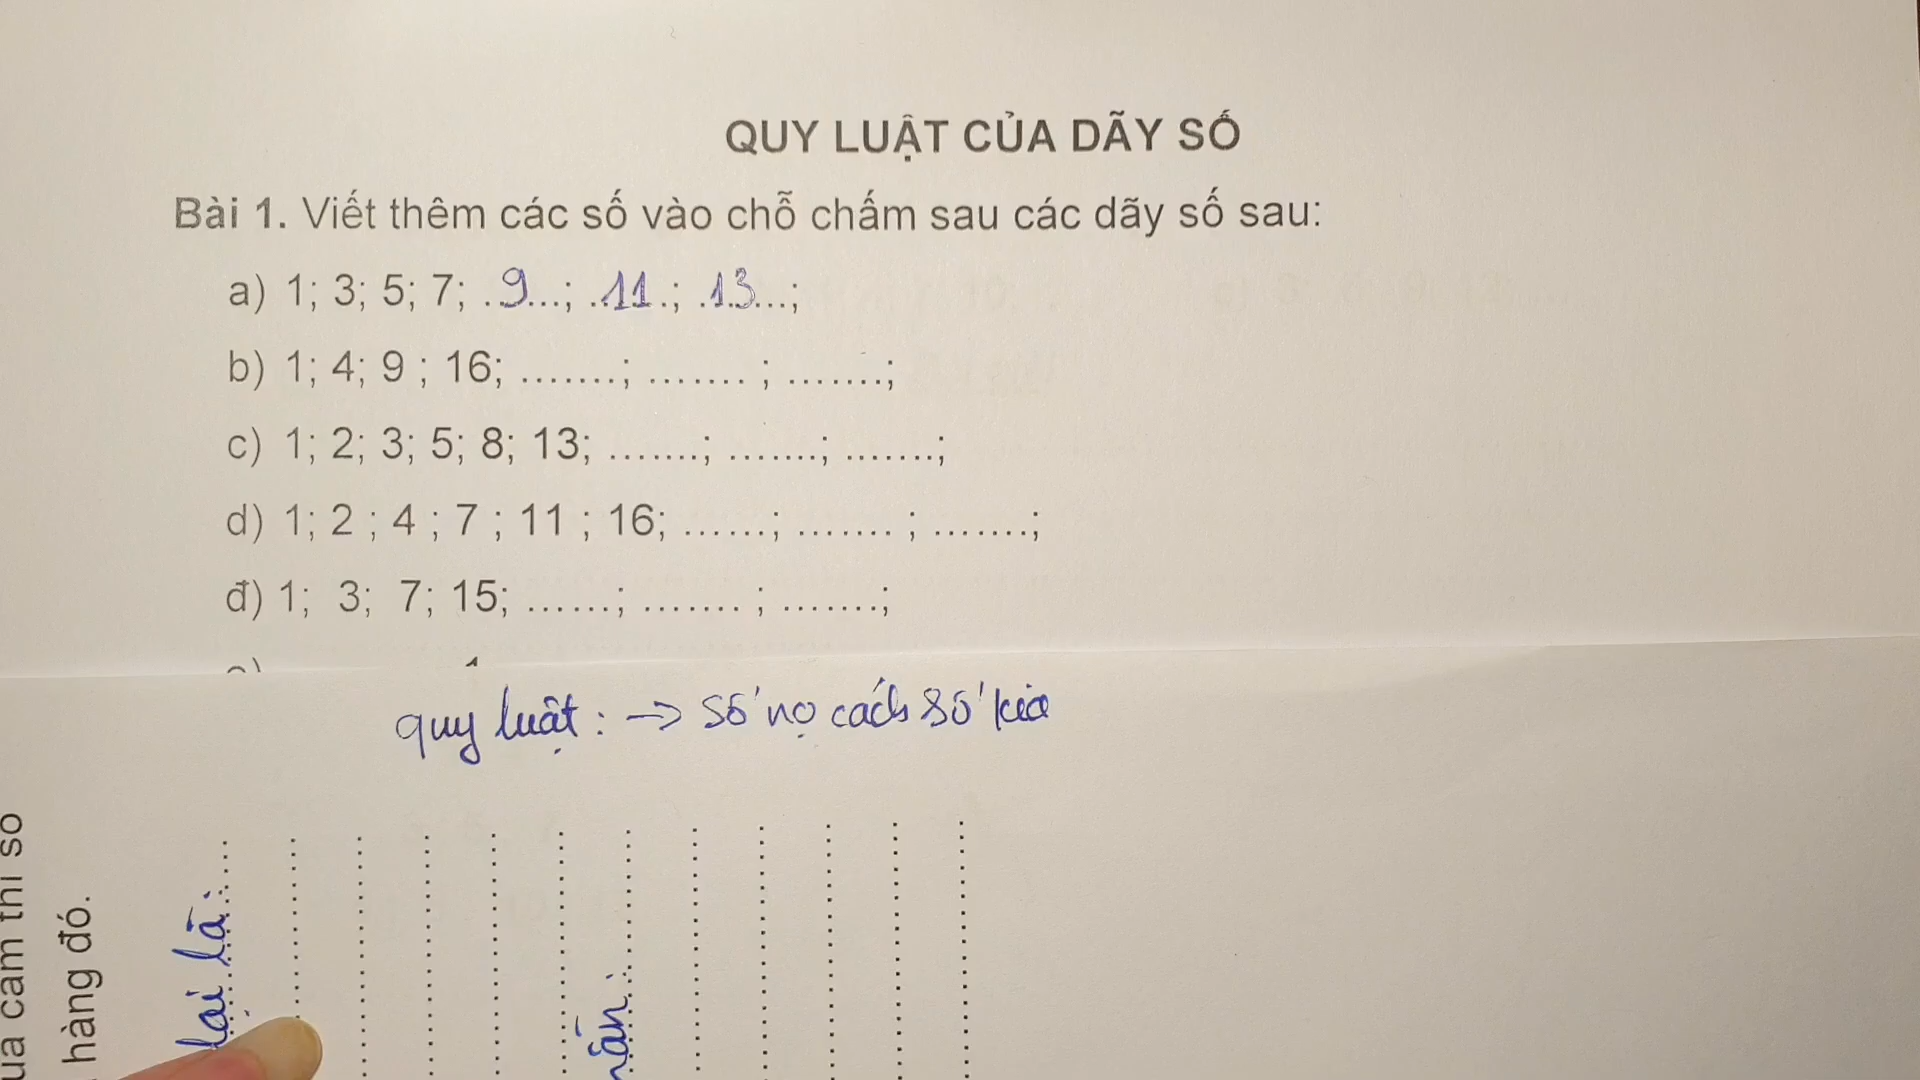 QUY LUẬT CỦA DÃY SỐ
Bài 1. Viết thêm các số vào chỗ chấm sau các dãy số sau:
a) 1; 3; 5; 7; .9...; ..11.; .13...;
b) 1; 4; 9 ; 16; .......; ....... ; .......;
c) 1; 2; 3; 5; 8; 13; .......; .......; .......;
d) 1; 2 ; 4 ; 7 ; 11 ; 16; ......; ....... ; .......;
đ) 1; 3; 7; 15; ......; ....... ; .......;
quy luật : → số nọ cách số kia
hàng đó.
lại là: